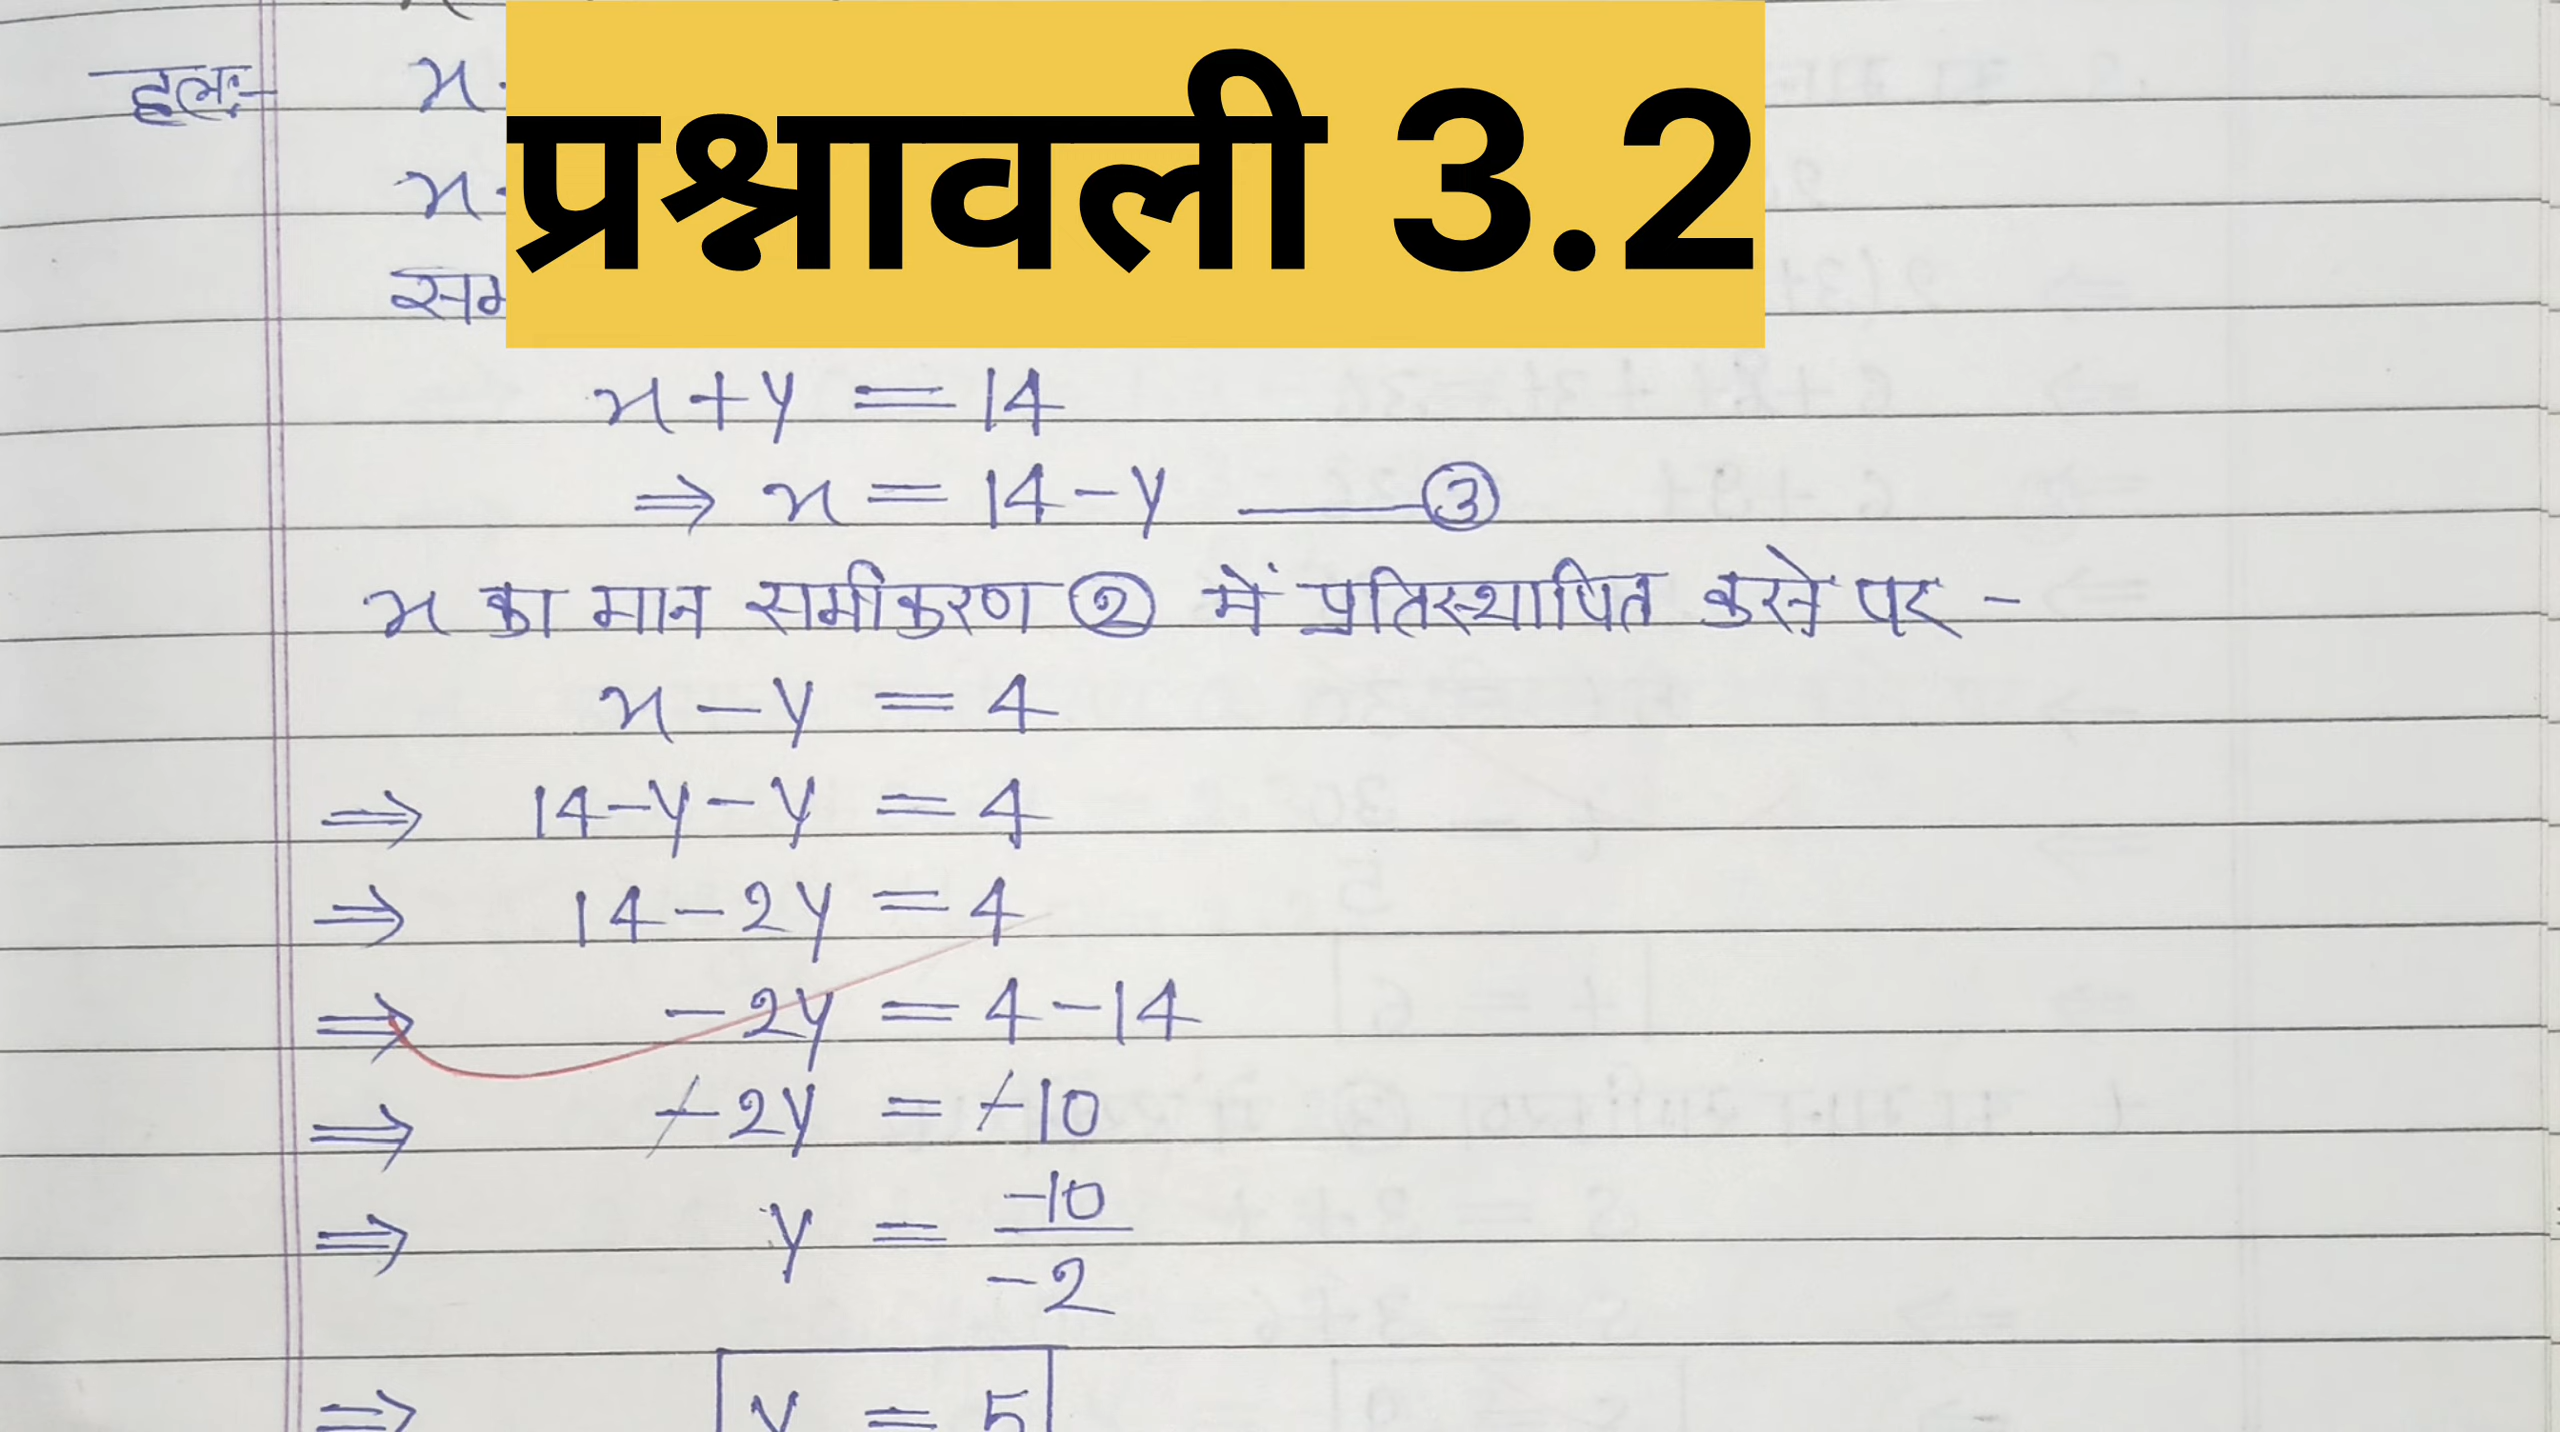 प्रश्नावली 3.2
हल:-
x
x
x + y = 14
⇒ x = 14 - y ——— ③
x का मान समीकरण ② में प्रतिस्थापित करने पर -
x - y = 4
⇒ 14 - y - y = 4
⇒ 14 - 2y = 4
⇒ - 2y = 4 - 14
⇒ - 2y = - 10
⇒ y = -10/-2
⇒ y = 5